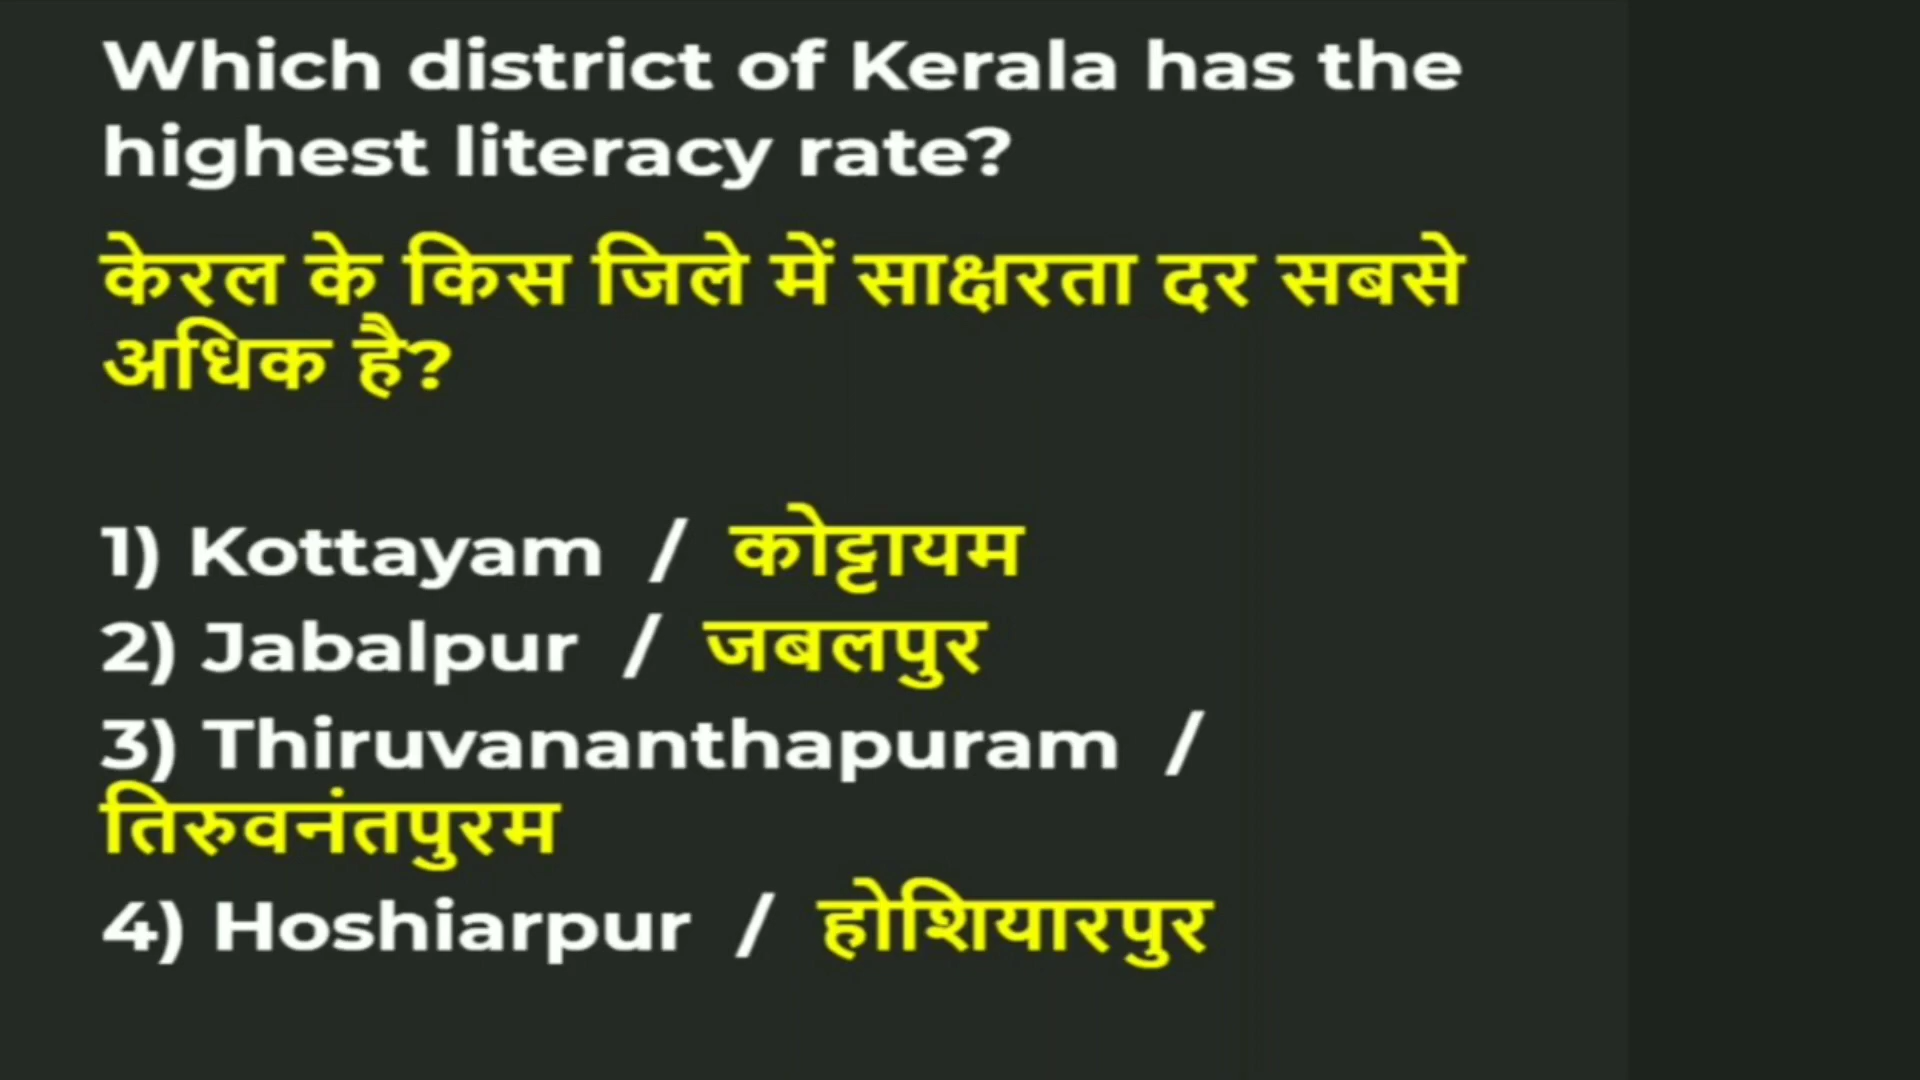 Which district of Kerala has the
highest literacy rate?
केरल के किस जिले में साक्षरता दर सबसे
अधिक है?
1) Kottayam / कोट्टायम
2) Jabalpur / जबलपुर
3) Thiruvananthapuram /
तिरुवनंतपुरम
4) Hoshiarpur / होशियारपुर